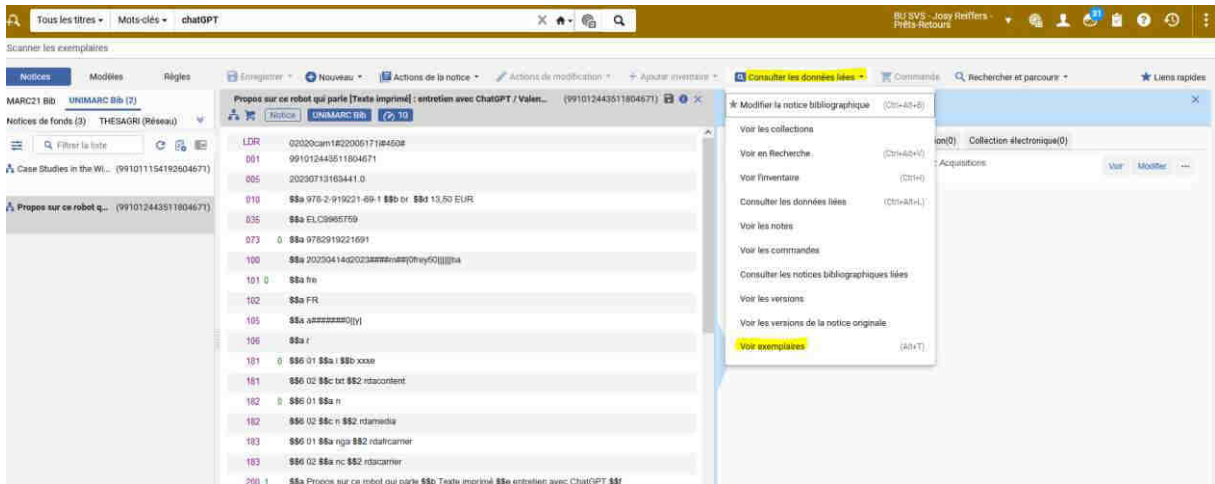 Tous les titres Mots-clés chatGPT
BU SVS - Josy Reiffers -
Prêts-Retours
31
Scanner les exemplaires
Notices Modèles Règles
Enregistrer Nouveau Actions de la notice Actions de modification Ajouter inventaire Consulter les données liées Commande Rechercher et parcourir Liens rapides
MARC21 Bib UNIMARC Bib (2)
Notices de fonds (3) THESAGRI (Réseau)
Filtrer la liste
Case Studies in the Wi... (991011154192604671)
Propos sur ce robot q... (991012443511804671)
Propos sur ce robot qui parle [Texte imprimé] : entretien avec ChatGPT / Valen... (991012443511804671)
Notice UNIMARC Bib 10
LDR 02020cam1#22005171i#450#
001 991012443511804671
005 20230713163441.0
010 $$a 978-2-919221-69-1 $$b br $$d 13,50 EUR
035 $$a ELC9965759
073 0 $$a 9782919221691
100 $$a 20230414d2023####m##|0frey50||||||ba
101 0 $$a fre
102 $$a FR
105 $$a a#######0||y|
106 $$a r
181 0 $$6 01 $$a i $$b xxxe
181 $$6 02 $$c txt $$2 rdacontent
182 0 $$6 01 $$a n
182 $$6 02 $$c n $$2 rdamedia
183 $$6 01 $$a nga $$2 rdafrcarrier
183 $$6 02 $$a nc $$2 rdacarrier
200 1 $$a Propos sur ce robot qui parle $$b Texte imprimé $$e entretien avec ChatGPT $$f
Modifier la notice bibliographique (Ctrl+Alt+B)
Voir les collections
Voir en Recherche (Ctrl+Alt+V)
Voir l'inventaire (Ctrl+I)
Consulter les données liées (Ctrl+Alt+L)
Voir les notes
Voir les commandes
Consulter les notices bibliographiques liées
Voir les versions
Voir les versions de la notice originale
Voir exemplaires (Alt+T)
ion(0) Collection électronique(0)
Acquisitions
Voir Modifier